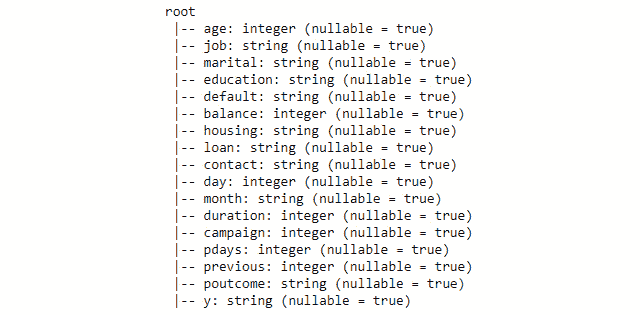 root
 |-- age: integer (nullable = true)
 |-- job: string (nullable = true)
 |-- marital: string (nullable = true)
 |-- education: string (nullable = true)
 |-- default: string (nullable = true)
 |-- balance: integer (nullable = true)
 |-- housing: string (nullable = true)
 |-- loan: string (nullable = true)
 |-- contact: string (nullable = true)
 |-- day: integer (nullable = true)
 |-- month: string (nullable = true)
 |-- duration: integer (nullable = true)
 |-- campaign: integer (nullable = true)
 |-- pdays: integer (nullable = true)
 |-- previous: integer (nullable = true)
 |-- poutcome: string (nullable = true)
 |-- y: string (nullable = true)